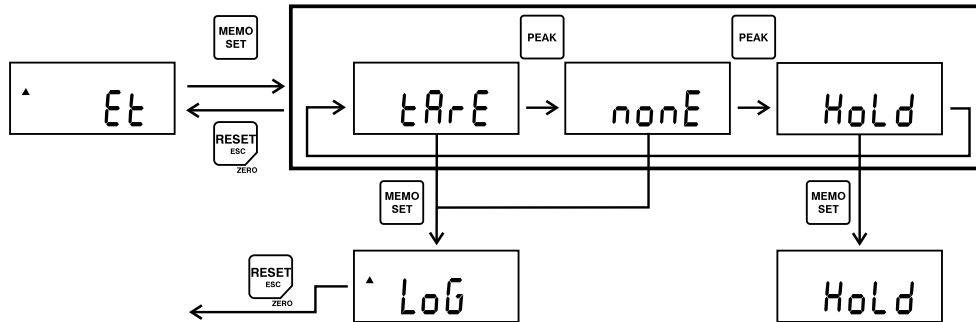 MEMO
SET
PEAK
PEAK
Et
tArE
nonE
HoLd
RESET
ESC
ZERO
MEMO
SET
MEMO
SET
RESET
ESC
ZERO
LoG
HoLd